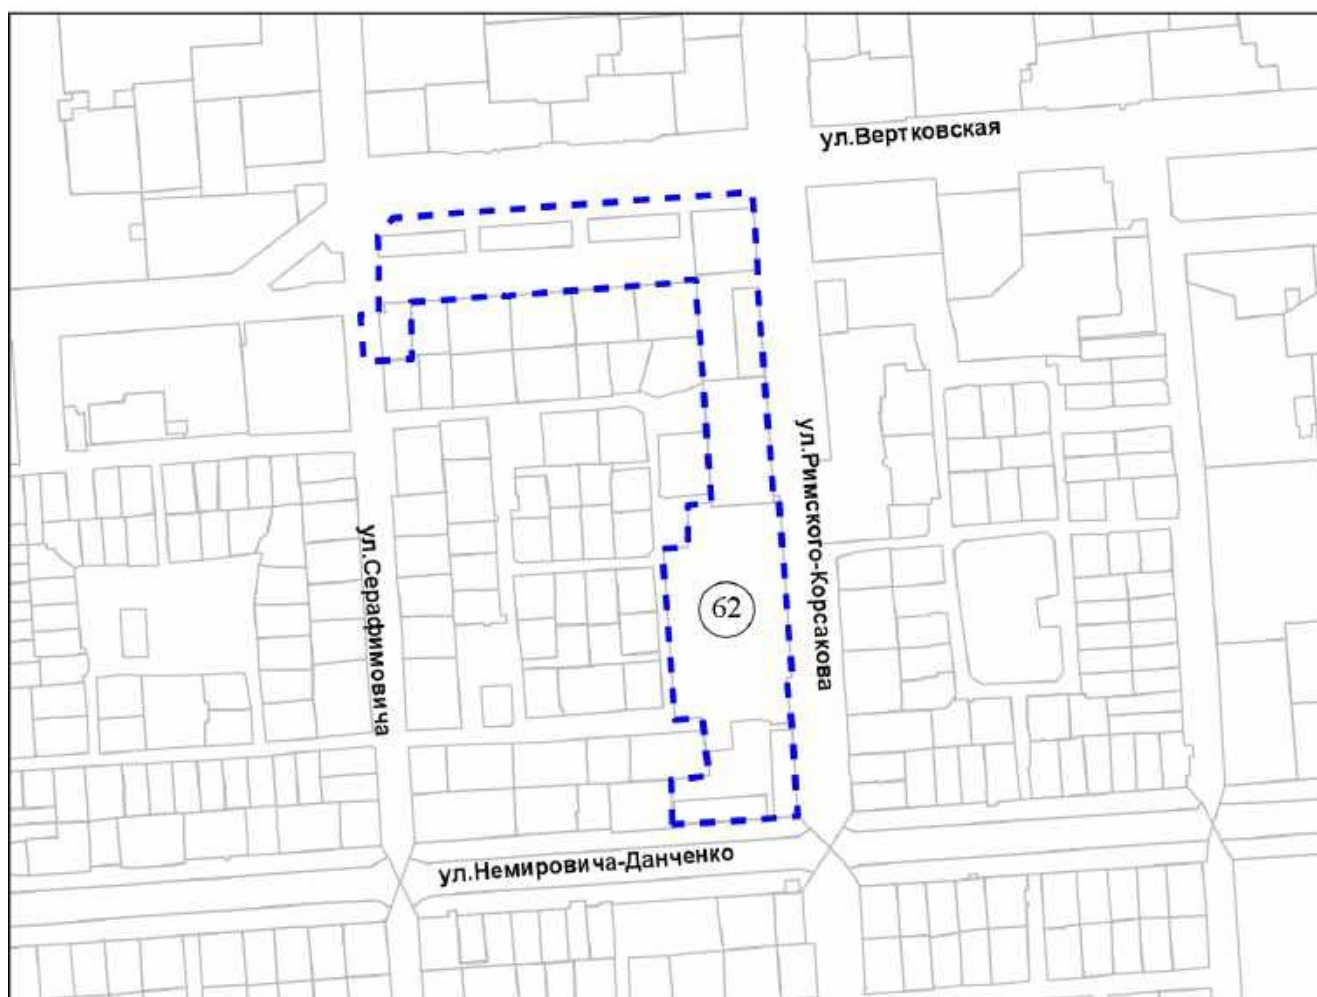 ул.Вертковская
ул.Римского-Корсакова
ул.Серафимовича
62
ул.Немировича-Данченко